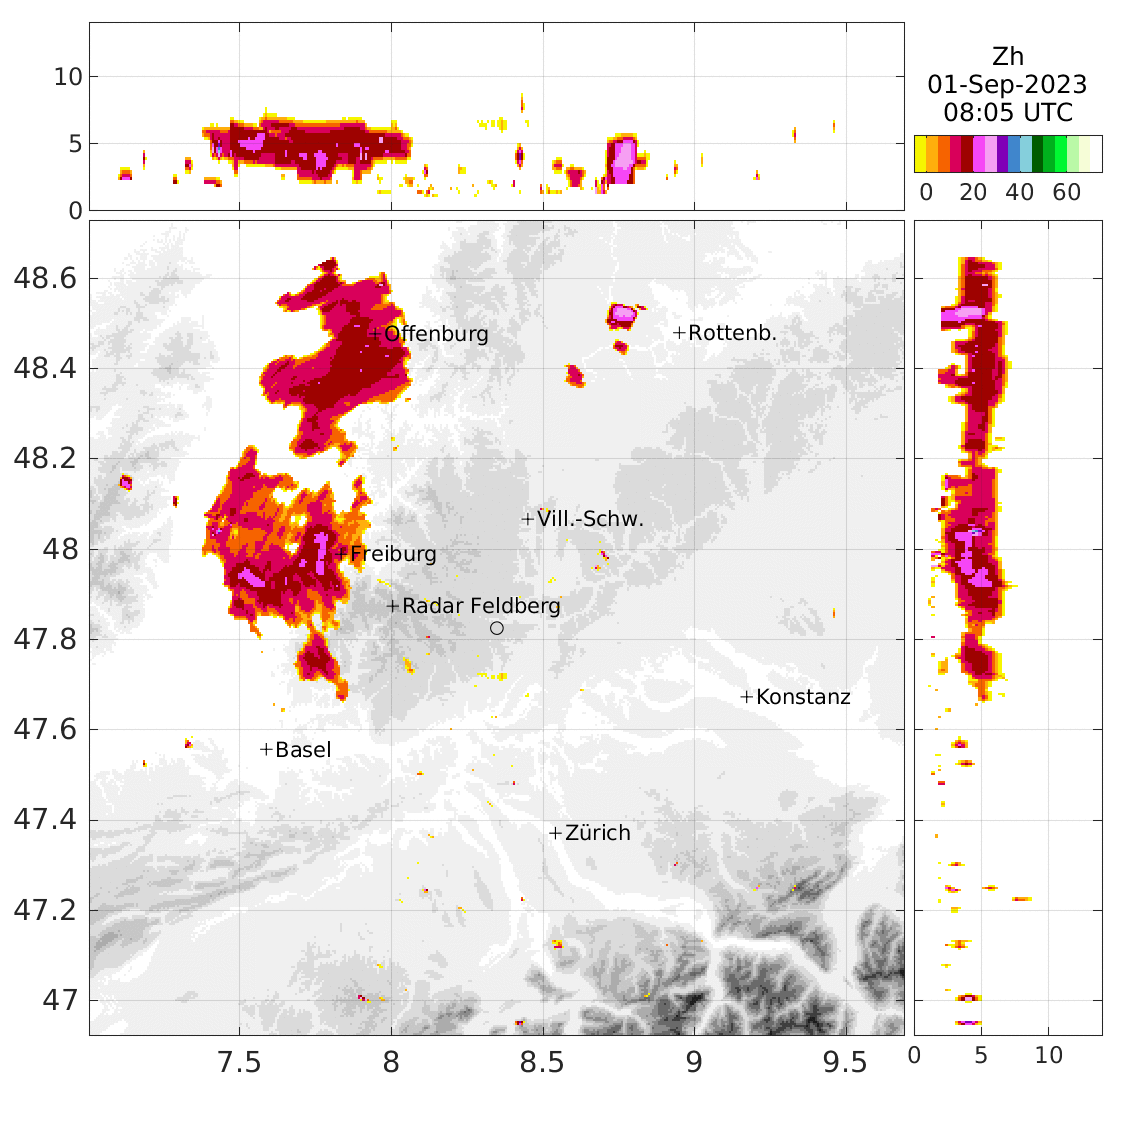 10
5
0
Zh
01-Sep-2023
08:05 UTC
0 20 40 60
48.6
48.4
48.2
48
47.8
47.6
47.4
47.2
47
+Offenburg
+Rottenb.
+Vill.-Schw.
+Freiburg
+Radar Feldberg
+Konstanz
+Basel
+Zürich
7.5 8 8.5 9 9.5
0 5 10